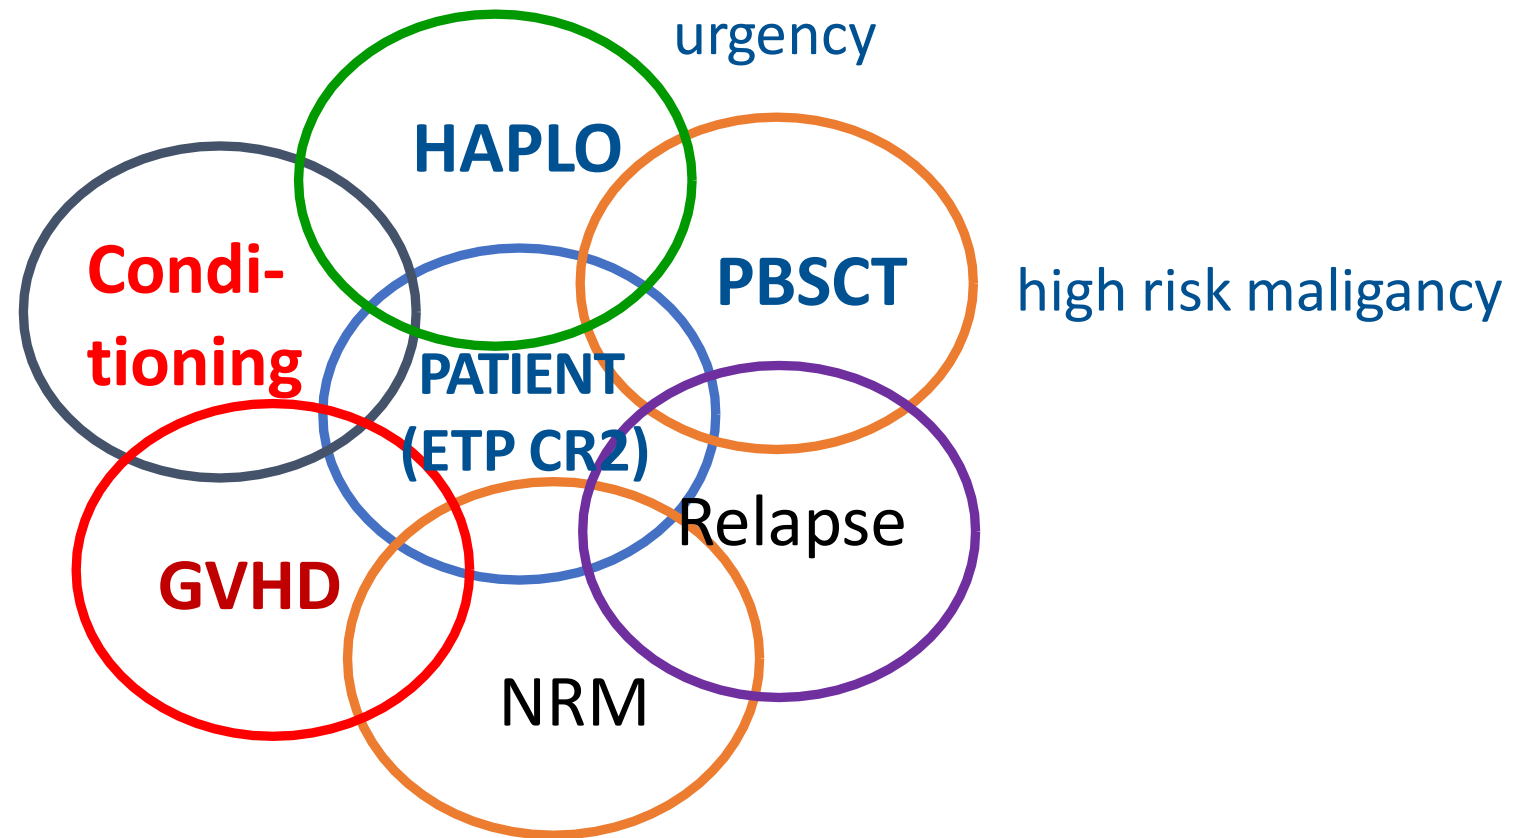 urgency
HAPLO
Condi-
tioning
PBSCT
high risk maligancy
PATIENT
(ETP CR2)
Relapse
GVHD
NRM